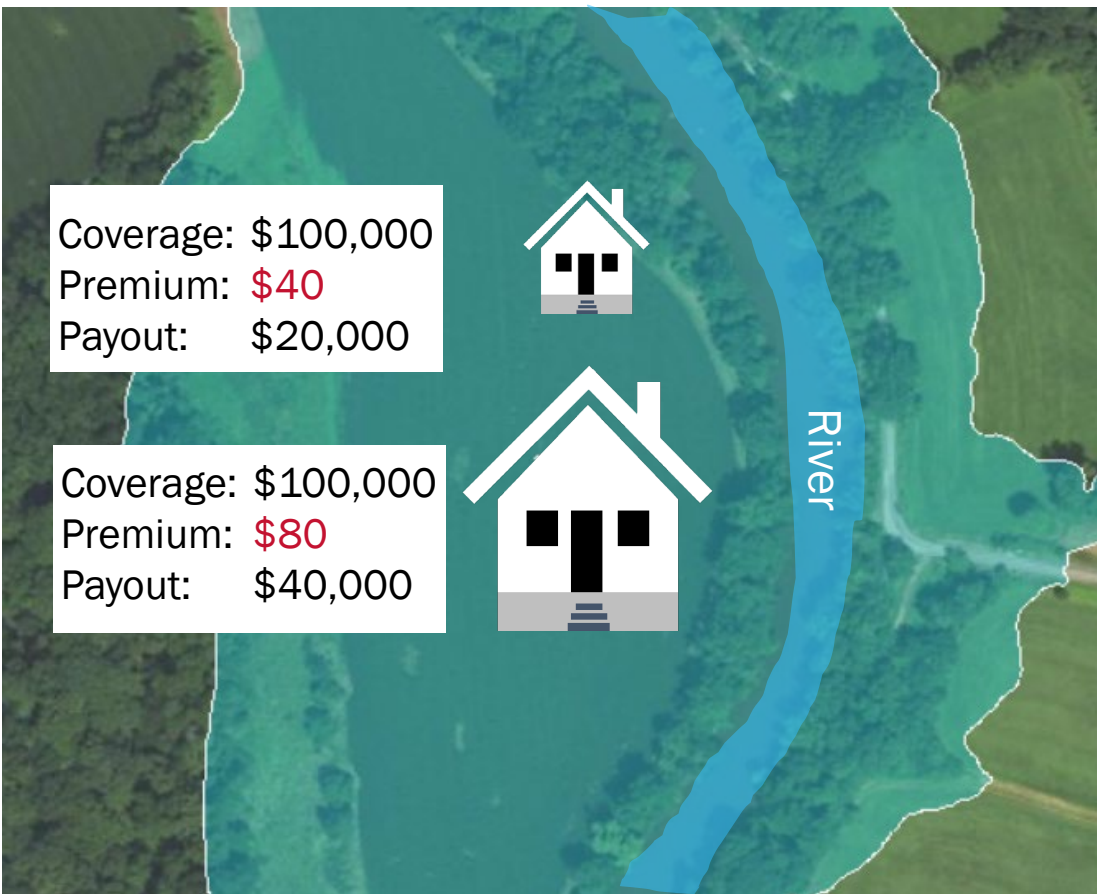 Coverage: $100,000
Premium: $40
Payout: $20,000
Coverage: $100,000
Premium: $80
Payout: $40,000
River